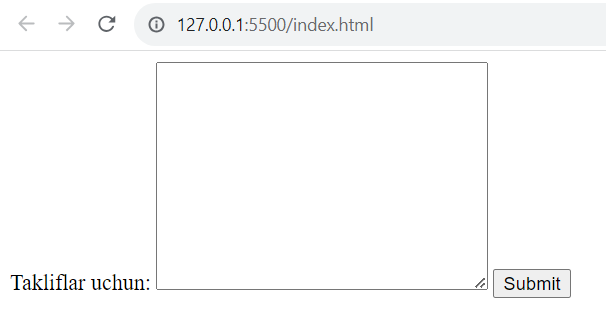 127.0.0.1:5500/index.html
Takliflar uchun: Submit